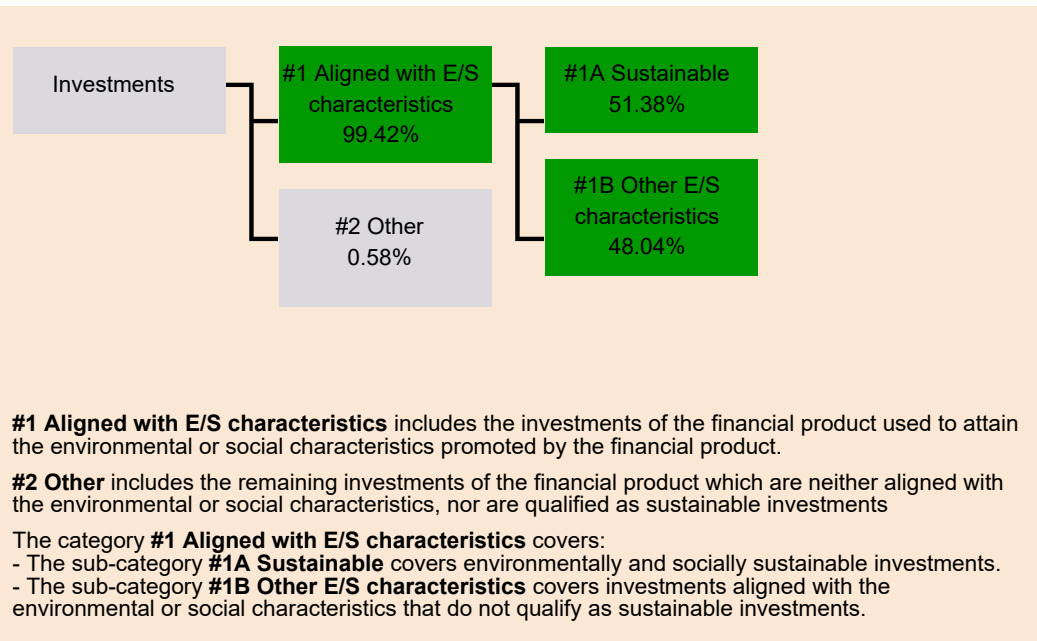 Investments
#1 Aligned with E/S
characteristics
99.42%
#1A Sustainable
51.38%
#1B Other E/S
characteristics
48.04%
#2 Other
0.58%
#1 Aligned with E/S characteristics includes the investments of the financial product used to attain
the environmental or social characteristics promoted by the financial product.
#2 Other includes the remaining investments of the financial product which are neither aligned with
the environmental or social characteristics, nor are qualified as sustainable investments
The category #1 Aligned with E/S characteristics covers:
- The sub-category #1A Sustainable covers environmentally and socially sustainable investments.
- The sub-category #1B Other E/S characteristics covers investments aligned with the
environmental or social characteristics that do not qualify as sustainable investments.